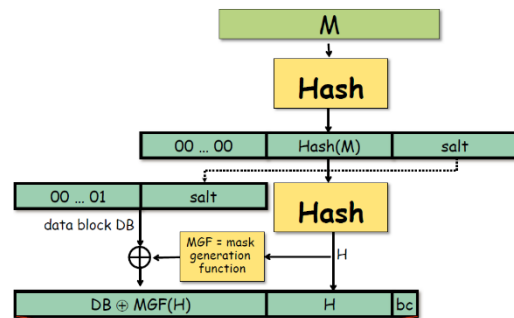 M
Hash
00 ... 00 Hash(M) salt
00 ... 01 salt
Hash
data block DB
MGF = mask
generation
function
H
DB ⊕ MGF(H) H bc